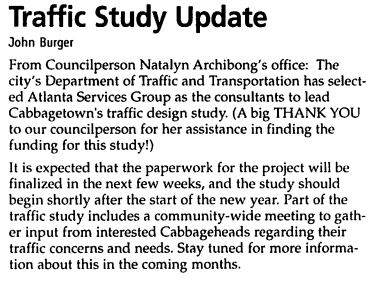 Traffic Study Update
John Burger
From Councilperson Natalyn Archibong's office:  The
city's Department of Traffic and Transportation has select-
ed Atlanta Services Group as the consultants to lead
Cabbagetown's traffic design study. (A big THANK YOU
to our councilperson for her assistance in finding the
funding for this study!)
It is expected that the paperwork for the project will be
finalized in the next few weeks, and the study should
begin shortly after the start of the new year. Part of the
traffic study includes a community-wide meeting to gath-
er input from interested Cabbageheads regarding their
traffic concerns and needs. Stay tuned for more informa-
tion about this in the coming months.